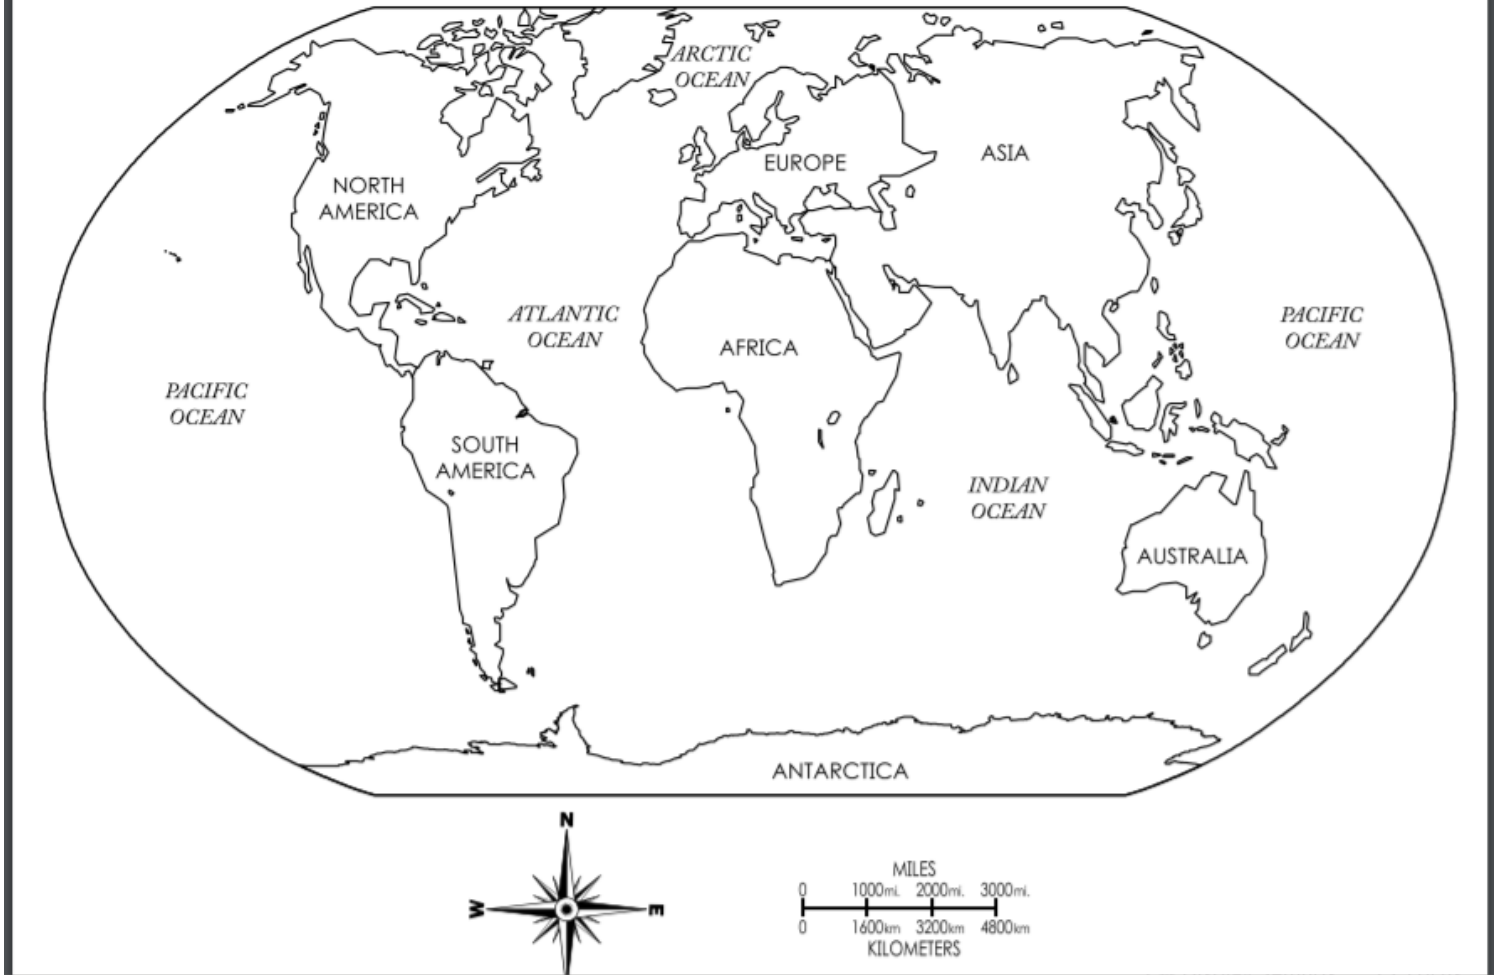 ARCTIC
OCEAN
NORTH
AMERICA
EUROPE
ASIA
ATLANTIC
OCEAN
AFRICA
PACIFIC
OCEAN
PACIFIC
OCEAN
SOUTH
AMERICA
INDIAN
OCEAN
AUSTRALIA
ANTARCTICA
N
W
E
MILES
0 1000mi. 2000mi. 3000mi.
0 1600km 3200km 4800km
KILOMETERS